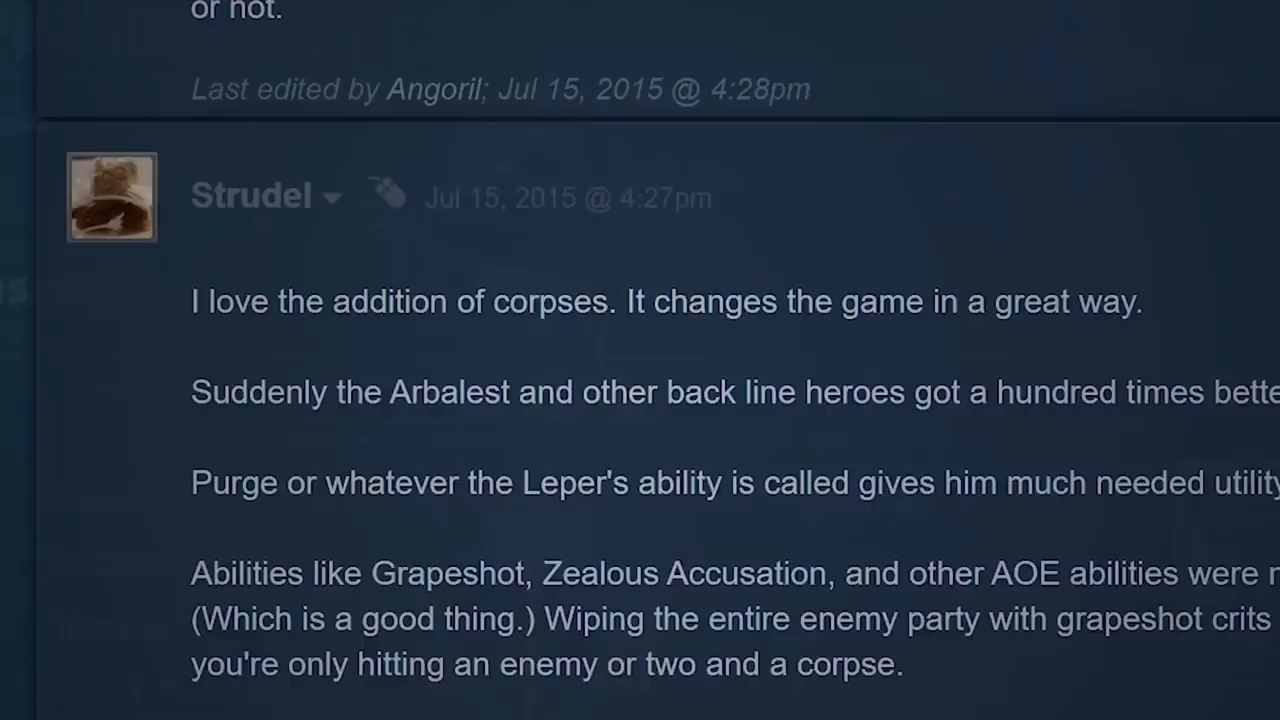 or not.
Last edited by Angoril; Jul 15, 2015 @ 4:28pm
Strudel Jul 15, 2015 @ 4:27pm
I love the addition of corpses. It changes the game in a great way.
Suddenly the Arbalest and other back line heroes got a hundred times
Purge or whatever the Leper's ability is called gives him much needed utility
Abilities like Grapeshot, Zealous Accusation, and other AOE abilities were
(Which is a good thing.) Wiping the entire enemy party with grapeshot crits
you're only hitting an enemy or two and a corpse.